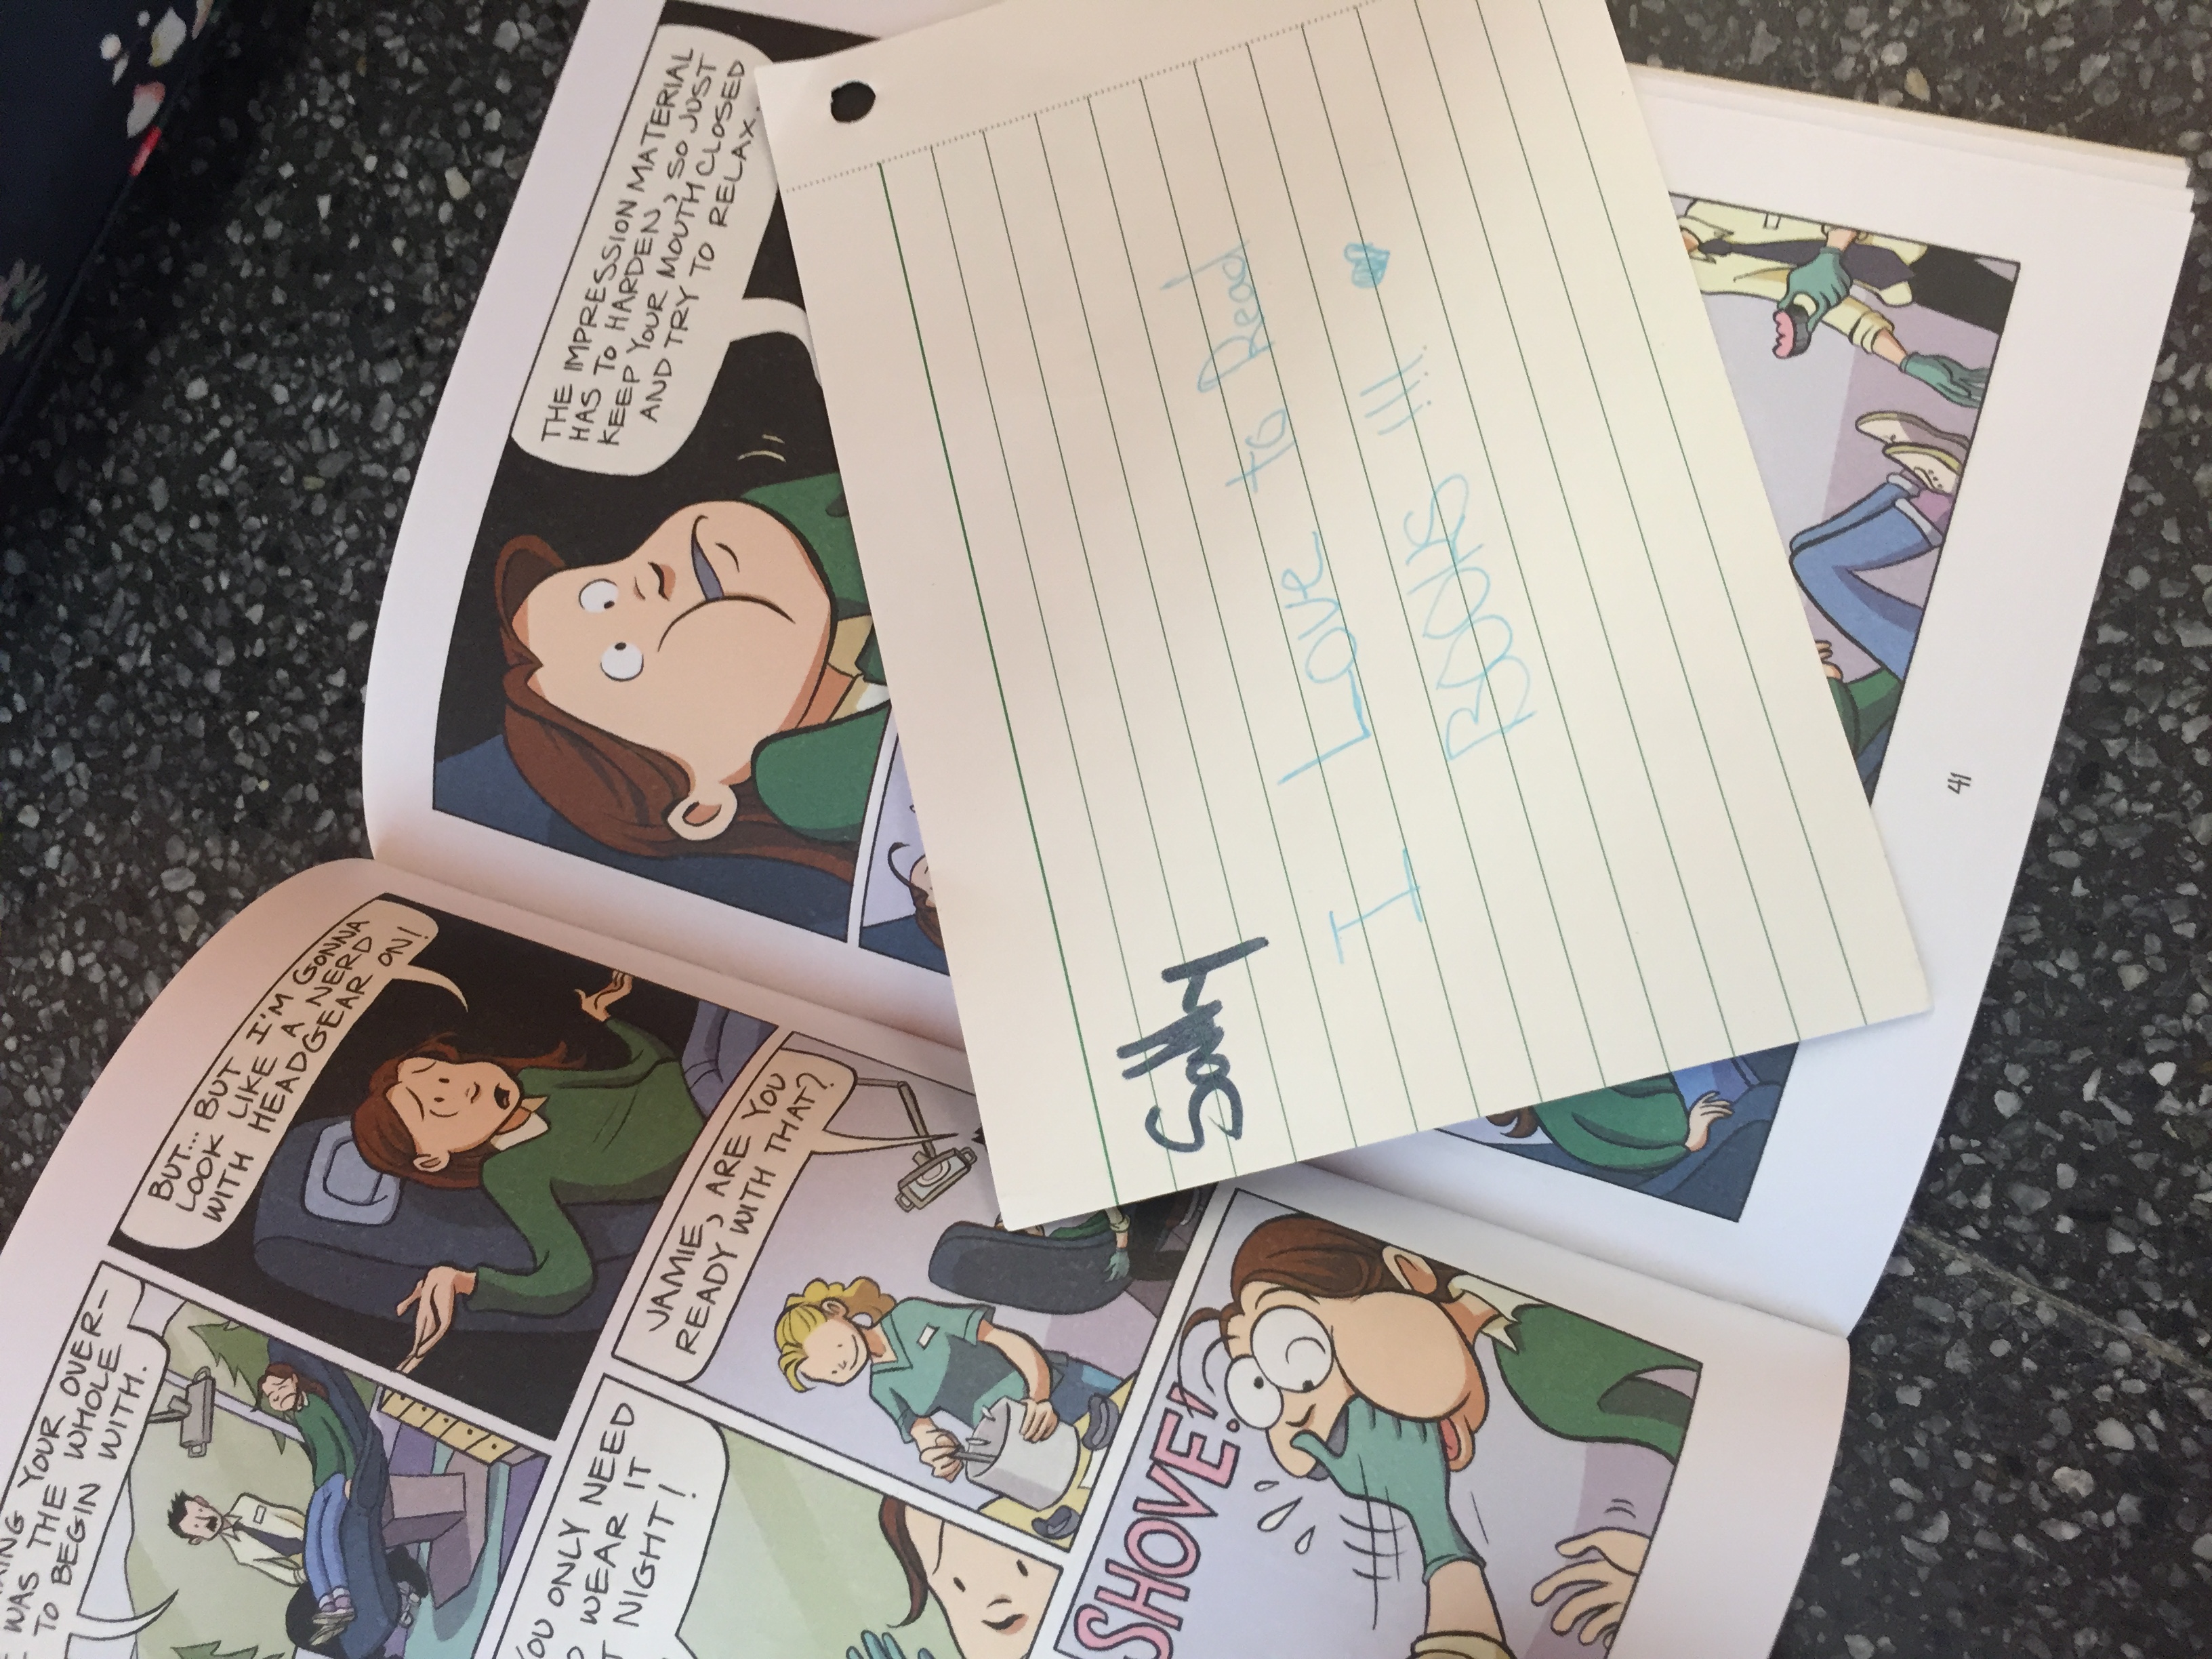 THE IMPRESSION MATERIAL
HAS TO HARDEN, SO JUST
KEEP YOUR MOUTH CLOSED
AND TRY TO RELAX.
Sally
I Love to Read
BOOKS !!!
41
BUT... BUT I'M GONNA
LOOK LIKE A NERD
WITH HEADGEAR ON!
JAMIE, ARE YOU
READY WITH THAT?
SHOVE!
YOUR OVER-
WAS THE WHOLE
TO BEGIN WITH.
YOU ONLY NEED
WEAR IT
NIGHT!